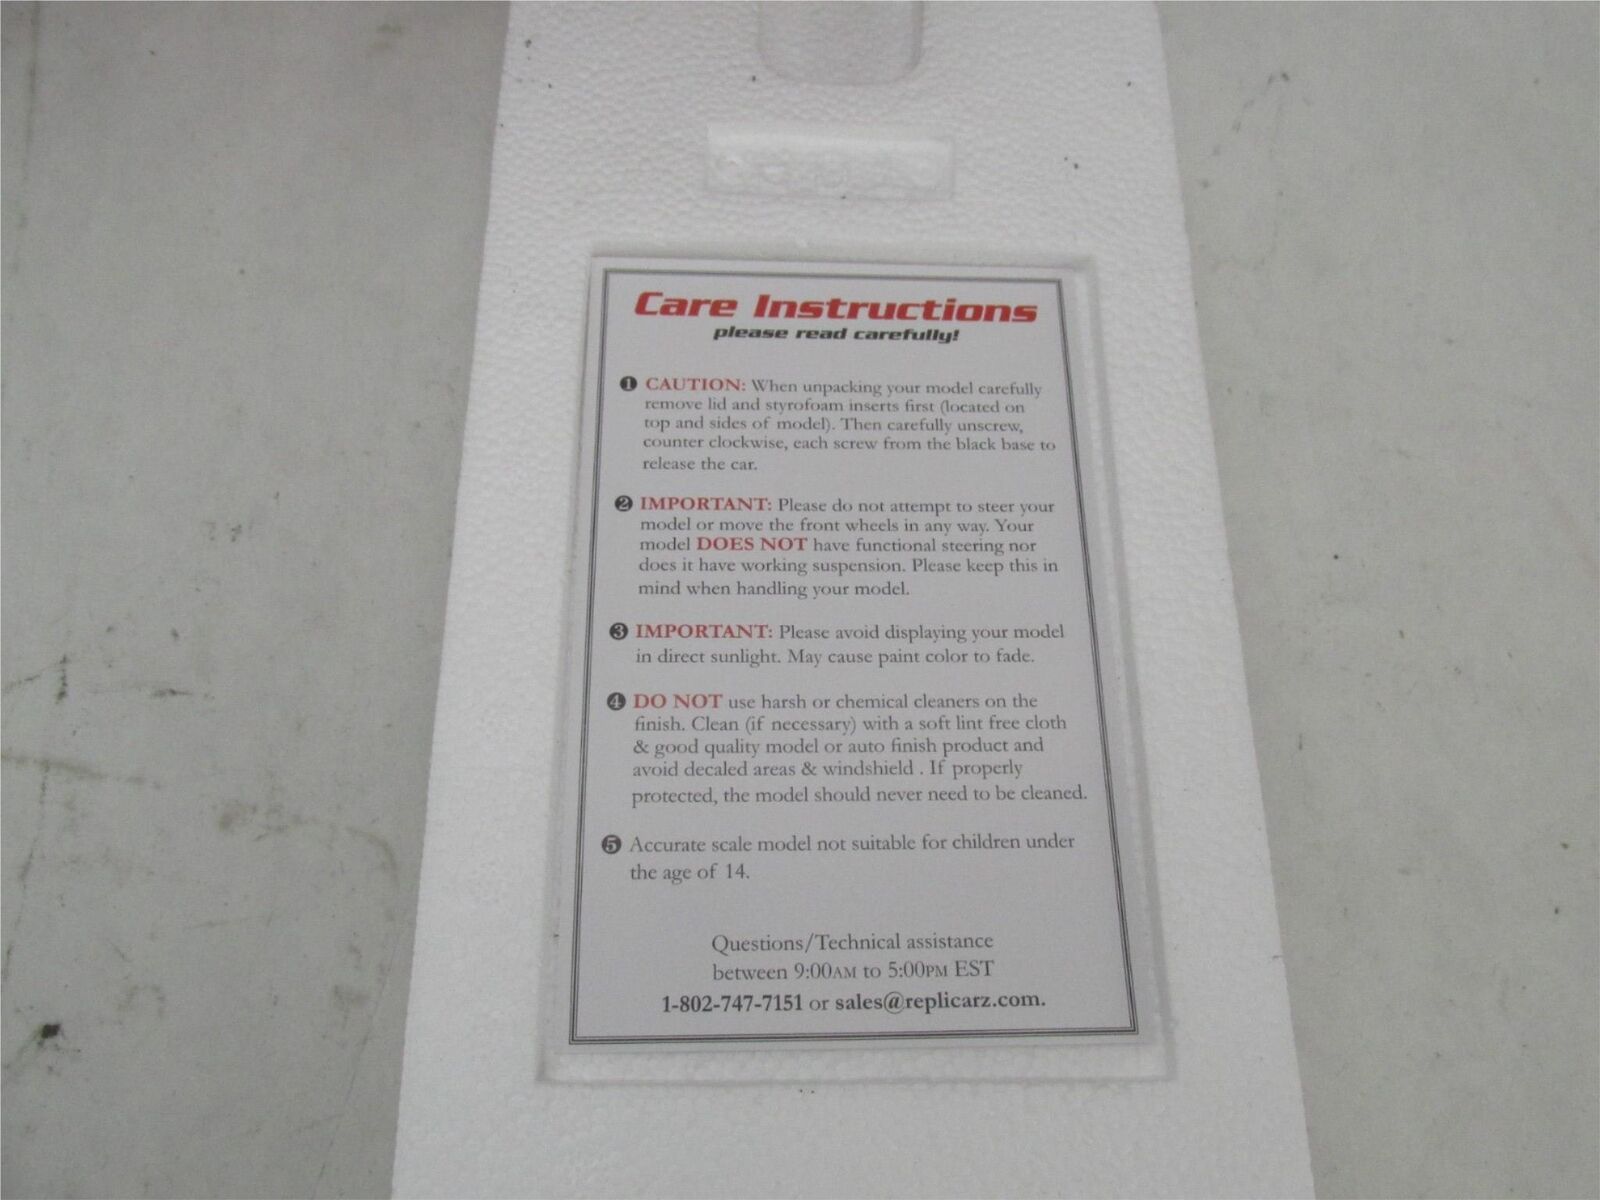 Care Instructions
please read carefully!
❶ CAUTION: When unpacking your model carefully
remove lid and styrofoam inserts first (located on
top and sides of model). Then carefully unscrew,
counter clockwise, each screw from the black base to
release the car.
❷ IMPORTANT: Please do not attempt to steer your
model or move the front wheels in any way. Your
model DOES NOT have functional steering nor
does it have working suspension. Please keep this in
mind when handling your model.
❸ IMPORTANT: Please avoid displaying your model
in direct sunlight. May cause paint color to fade.
❹ DO NOT use harsh or chemical cleaners on the
finish. Clean (if necessary) with a soft lint free cloth
& good quality model or auto finish product and
avoid decaled areas & windshield . If properly
protected, the model should never need to be cleaned.
❺ Accurate scale model not suitable for children under
the age of 14.
Questions/Technical assistance
between 9:00AM to 5:00PM EST
1-802-747-7151 or sales@replicarz.com.